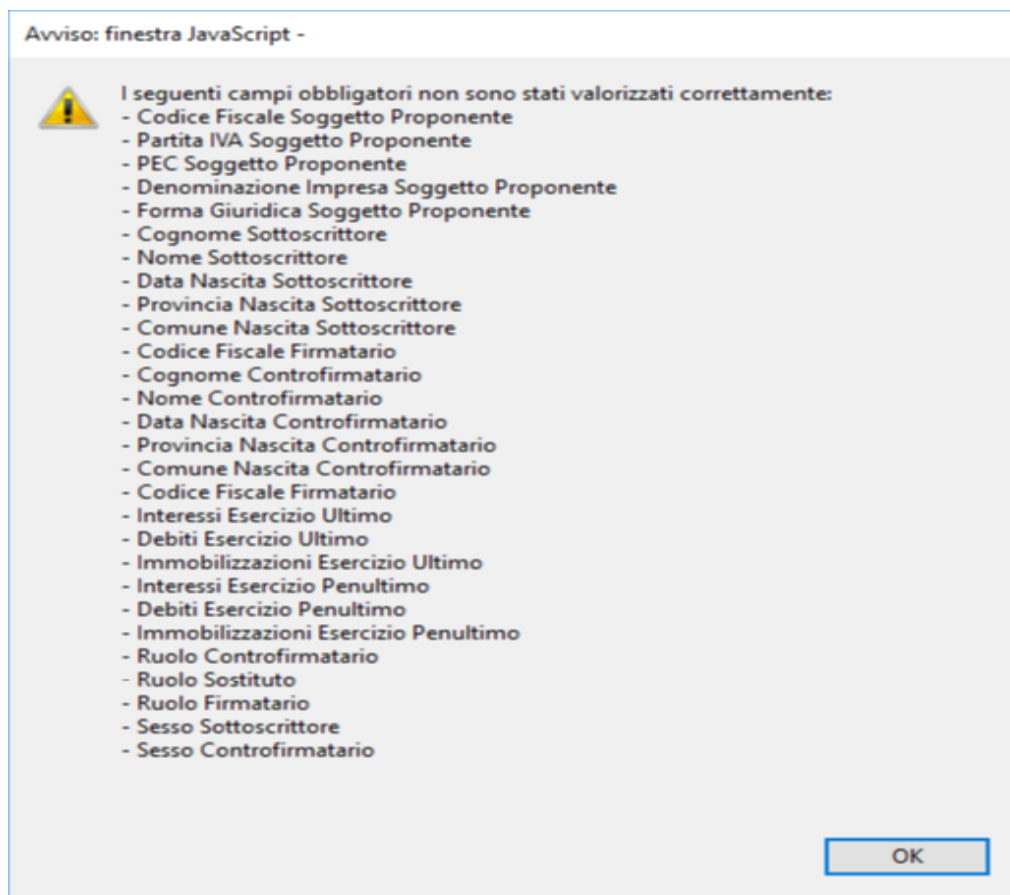 Avviso: finestra JavaScript -
I seguenti campi obbligatori non sono stati valorizzati correttamente:
- Codice Fiscale Soggetto Proponente
- Partita IVA Soggetto Proponente
- PEC Soggetto Proponente
- Denominazione Impresa Soggetto Proponente
- Forma Giuridica Soggetto Proponente
- Cognome Sottoscrittore
- Nome Sottoscrittore
- Data Nascita Sottoscrittore
- Provincia Nascita Sottoscrittore
- Comune Nascita Sottoscrittore
- Codice Fiscale Firmatario
- Cognome Controfirmatario
- Nome Controfirmatario
- Data Nascita Controfirmatario
- Provincia Nascita Controfirmatario
- Comune Nascita Controfirmatario
- Codice Fiscale Firmatario
- Interessi Esercizio Ultimo
- Debiti Esercizio Ultimo
- Immobilizzazioni Esercizio Ultimo
- Interessi Esercizio Penultimo
- Debiti Esercizio Penultimo
- Immobilizzazioni Esercizio Penultimo
- Ruolo Controfirmatario
- Ruolo Sostituto
- Ruolo Firmatario
- Sesso Sottoscrittore
- Sesso Controfirmatario
OK